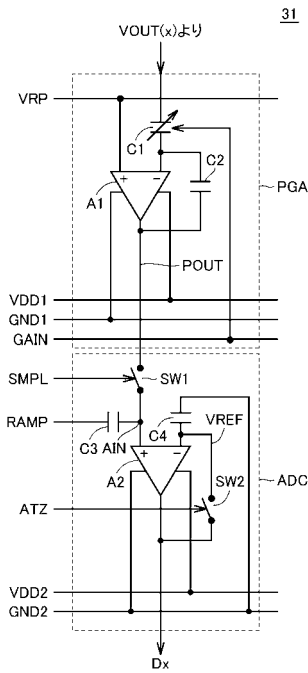 31
VOUT(x)より
VRP
C1
C2
+
−
A1
PGA
POUT
VDD1
GND1
GAIN
SMPL
SW1
RAMP
C3
AIN
C4
VREF
+
−
A2
SW2
ADC
ATZ
VDD2
GND2
Dx